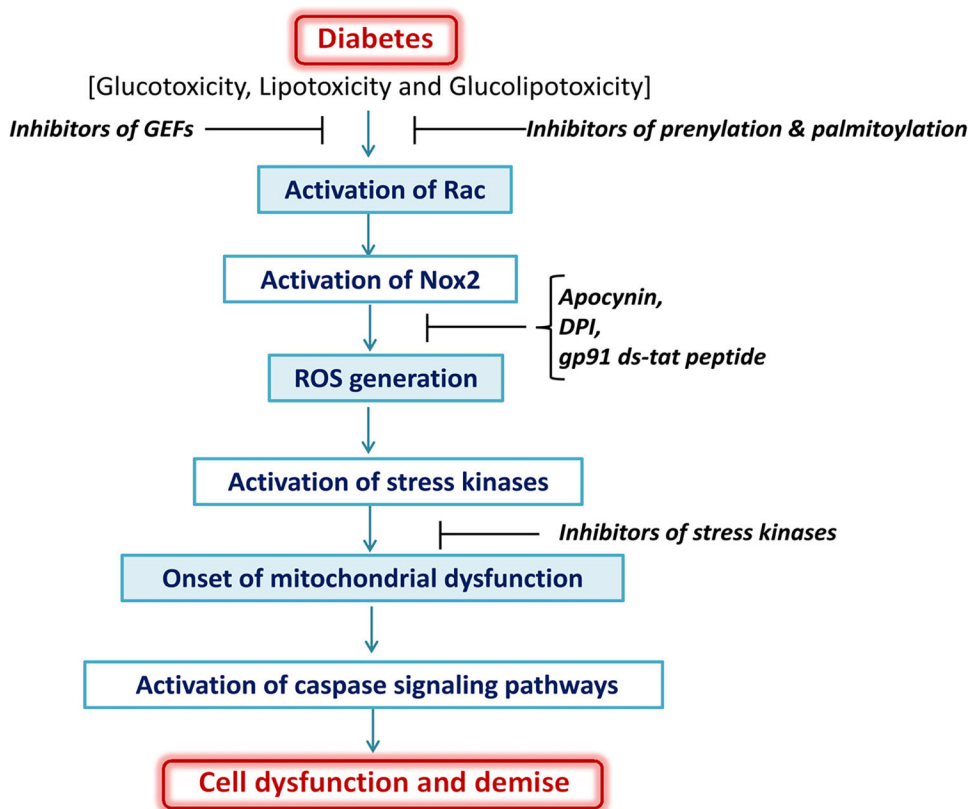 Diabetes
[Glucotoxicity, Lipotoxicity and Glucolipotoxicity]
Inhibitors of GEFs
Inhibitors of prenylation & palmitoylation
Activation of Rac
Activation of Nox2
Apocynin,
DPI,
gp91 ds-tat peptide
ROS generation
Activation of stress kinases
Inhibitors of stress kinases
Onset of mitochondrial dysfunction
Activation of caspase signaling pathways
Cell dysfunction and demise